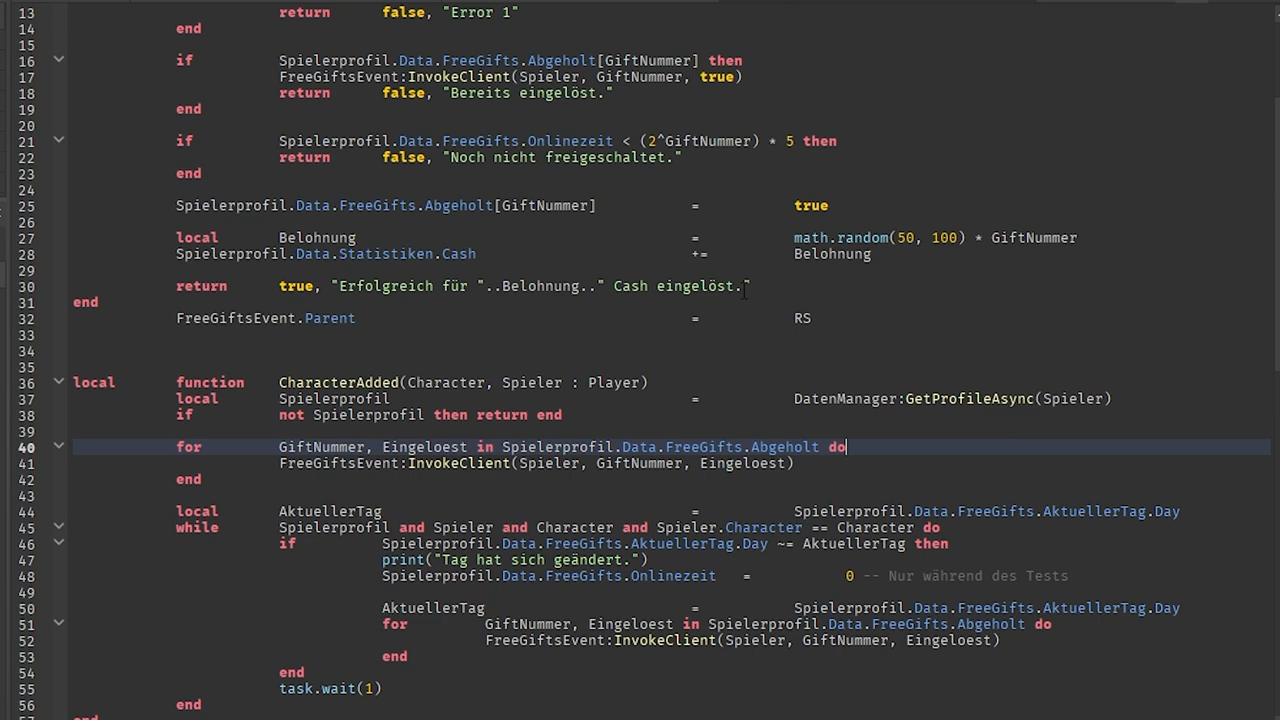 13 return false, "Error 1"
14 end
15
16 if Spielerprofil.Data.FreeGifts.Abgeholt[GiftNummer] then
17 FreeGiftsEvent:InvokeClient(Spieler, GiftNummer, true)
18 return false, "Bereits eingelöst."
19 end
20
21 if Spielerprofil.Data.FreeGifts.Onlinezeit < (2^GiftNummer) * 5 then
22 return false, "Noch nicht freigeschaltet."
23 end
24
25 Spielerprofil.Data.FreeGifts.Abgeholt[GiftNummer] = true
26
27 local Belohnung = math.random(50, 100) * GiftNummer
28 Spielerprofil.Data.Statistiken.Cash += Belohnung
29
30 return true, "Erfolgreich für "..Belohnung.." Cash eingelöst."
31 end
32 FreeGiftsEvent.Parent = RS
33
34
35
36 local function CharacterAdded(Character, Spieler : Player)
37 local Spielerprofil = DatenManager:GetProfileAsync(Spieler)
38 if not Spielerprofil then return end
39
40 for GiftNummer, Eingeloest in Spielerprofil.Data.FreeGifts.Abgeholt do
41 FreeGiftsEvent:InvokeClient(Spieler, GiftNummer, Eingeloest)
42 end
43
44 local AktuellerTag = Spielerprofil.Data.FreeGifts.AktuellerTag.Day
45 while Spielerprofil and Spieler and Character and Spieler.Character == Character do
46 if Spielerprofil.Data.FreeGifts.AktuellerTag.Day ~= AktuellerTag then
47 print("Tag hat sich geändert.")
48 Spielerprofil.Data.FreeGifts.Onlinezeit = 0 -- Nur während des Tests
49
50 AktuellerTag = Spielerprofil.Data.FreeGifts.AktuellerTag.Day
51 for GiftNummer, Eingeloest in Spielerprofil.Data.FreeGifts.Abgeholt do
52 FreeGiftsEvent:InvokeClient(Spieler, GiftNummer, Eingeloest)
53 end
54 end
55 task.wait(1)
56 end
57 end